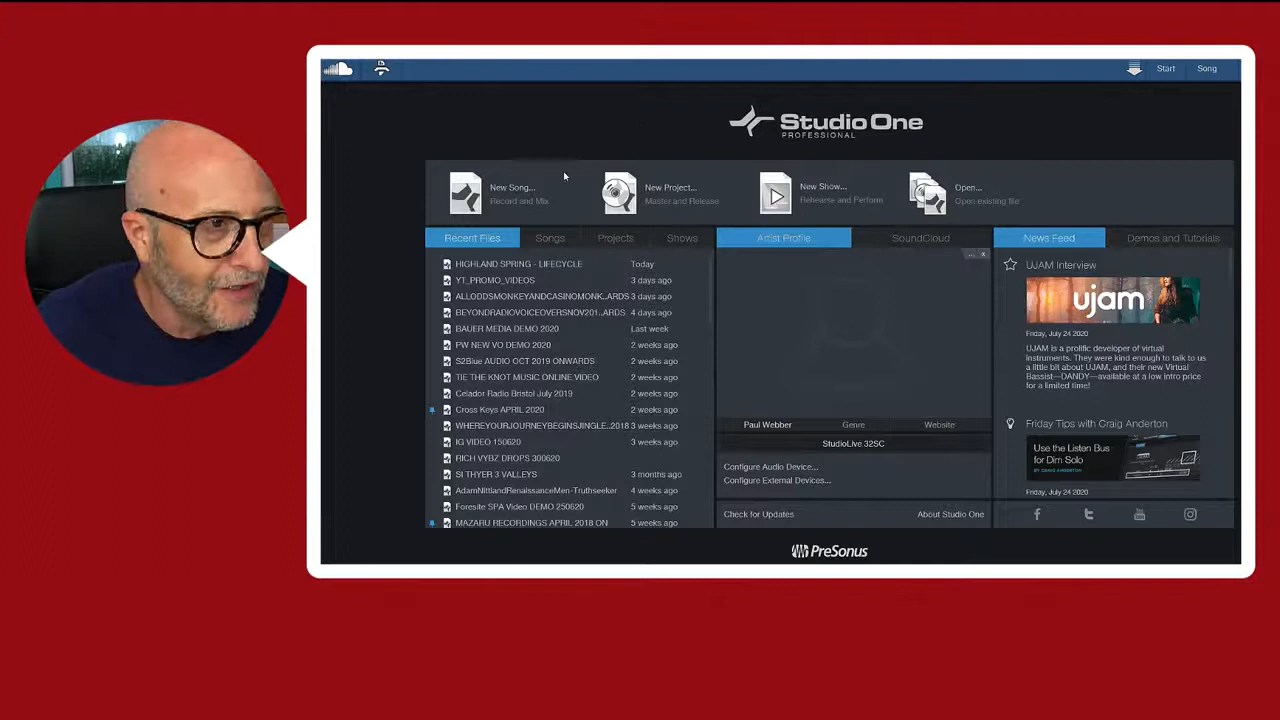 Start
Song
Studio One
PROFESSIONAL
New Song...
Record and Mix
New Project...
Master and Release
New Show...
Rehearse and Perform
Open...
Open existing file
Recent Files
Songs
Projects
Shows
HIGHLAND SPRING - LIFECYCLE Today
YT_PROMO_VIDEOS 3 days ago
ALLODDSMONKEYANDCASINOMONK..ARDS 3 days ago
BEYONDRADIOVOICEOVERSNOV201..ARDS 4 days ago
BAUER MEDIA DEMO 2020 Last week
PW NEW VO DEMO 2020 2 weeks ago
S2Blue AUDIO OCT 2019 ONWARDS 2 weeks ago
TIE THE KNOT MUSIC ONLINE VIDEO 2 weeks ago
Celador Radio Bristol July 2019 2 weeks ago
Cross Keys APRIL 2020 2 weeks ago
WHEREYOURJOURNEYBEGINSJINGLE..2018 3 weeks ago
IG VIDEO 150620 3 weeks ago
RICH VYBZ DROPS 300620
SI THYER 3 VALLEYS 3 months ago
AdamNittiandRenaissanceMen-Truthseeker 4 weeks ago
Foresite SPA Video DEMO 250620 5 weeks ago
MAZARU RECORDINGS APRIL 2018 ON 5 weeks ago
Artist Profile
SoundCloud
... x
Paul Webber
Genre
Website
StudioLive 32SC
Configure Audio Device...
Configure External Devices...
Check for Updates
About Studio One
News Feed
Demos and Tutorials
UJAM Interview
ujam
Friday, July 24 2020
UJAM is a prolific developer of virtual
instruments. They were kind enough to talk to us
a little bit about UJAM, and their new Virtual
Bassist—DANDY—available at a low intro price
for a limited time!
Friday Tips with Craig Anderton
Use the Listen Bus
for Dim Solo
BY CRAIG ANDERTON
Friday, July 24 2020
PreSonus